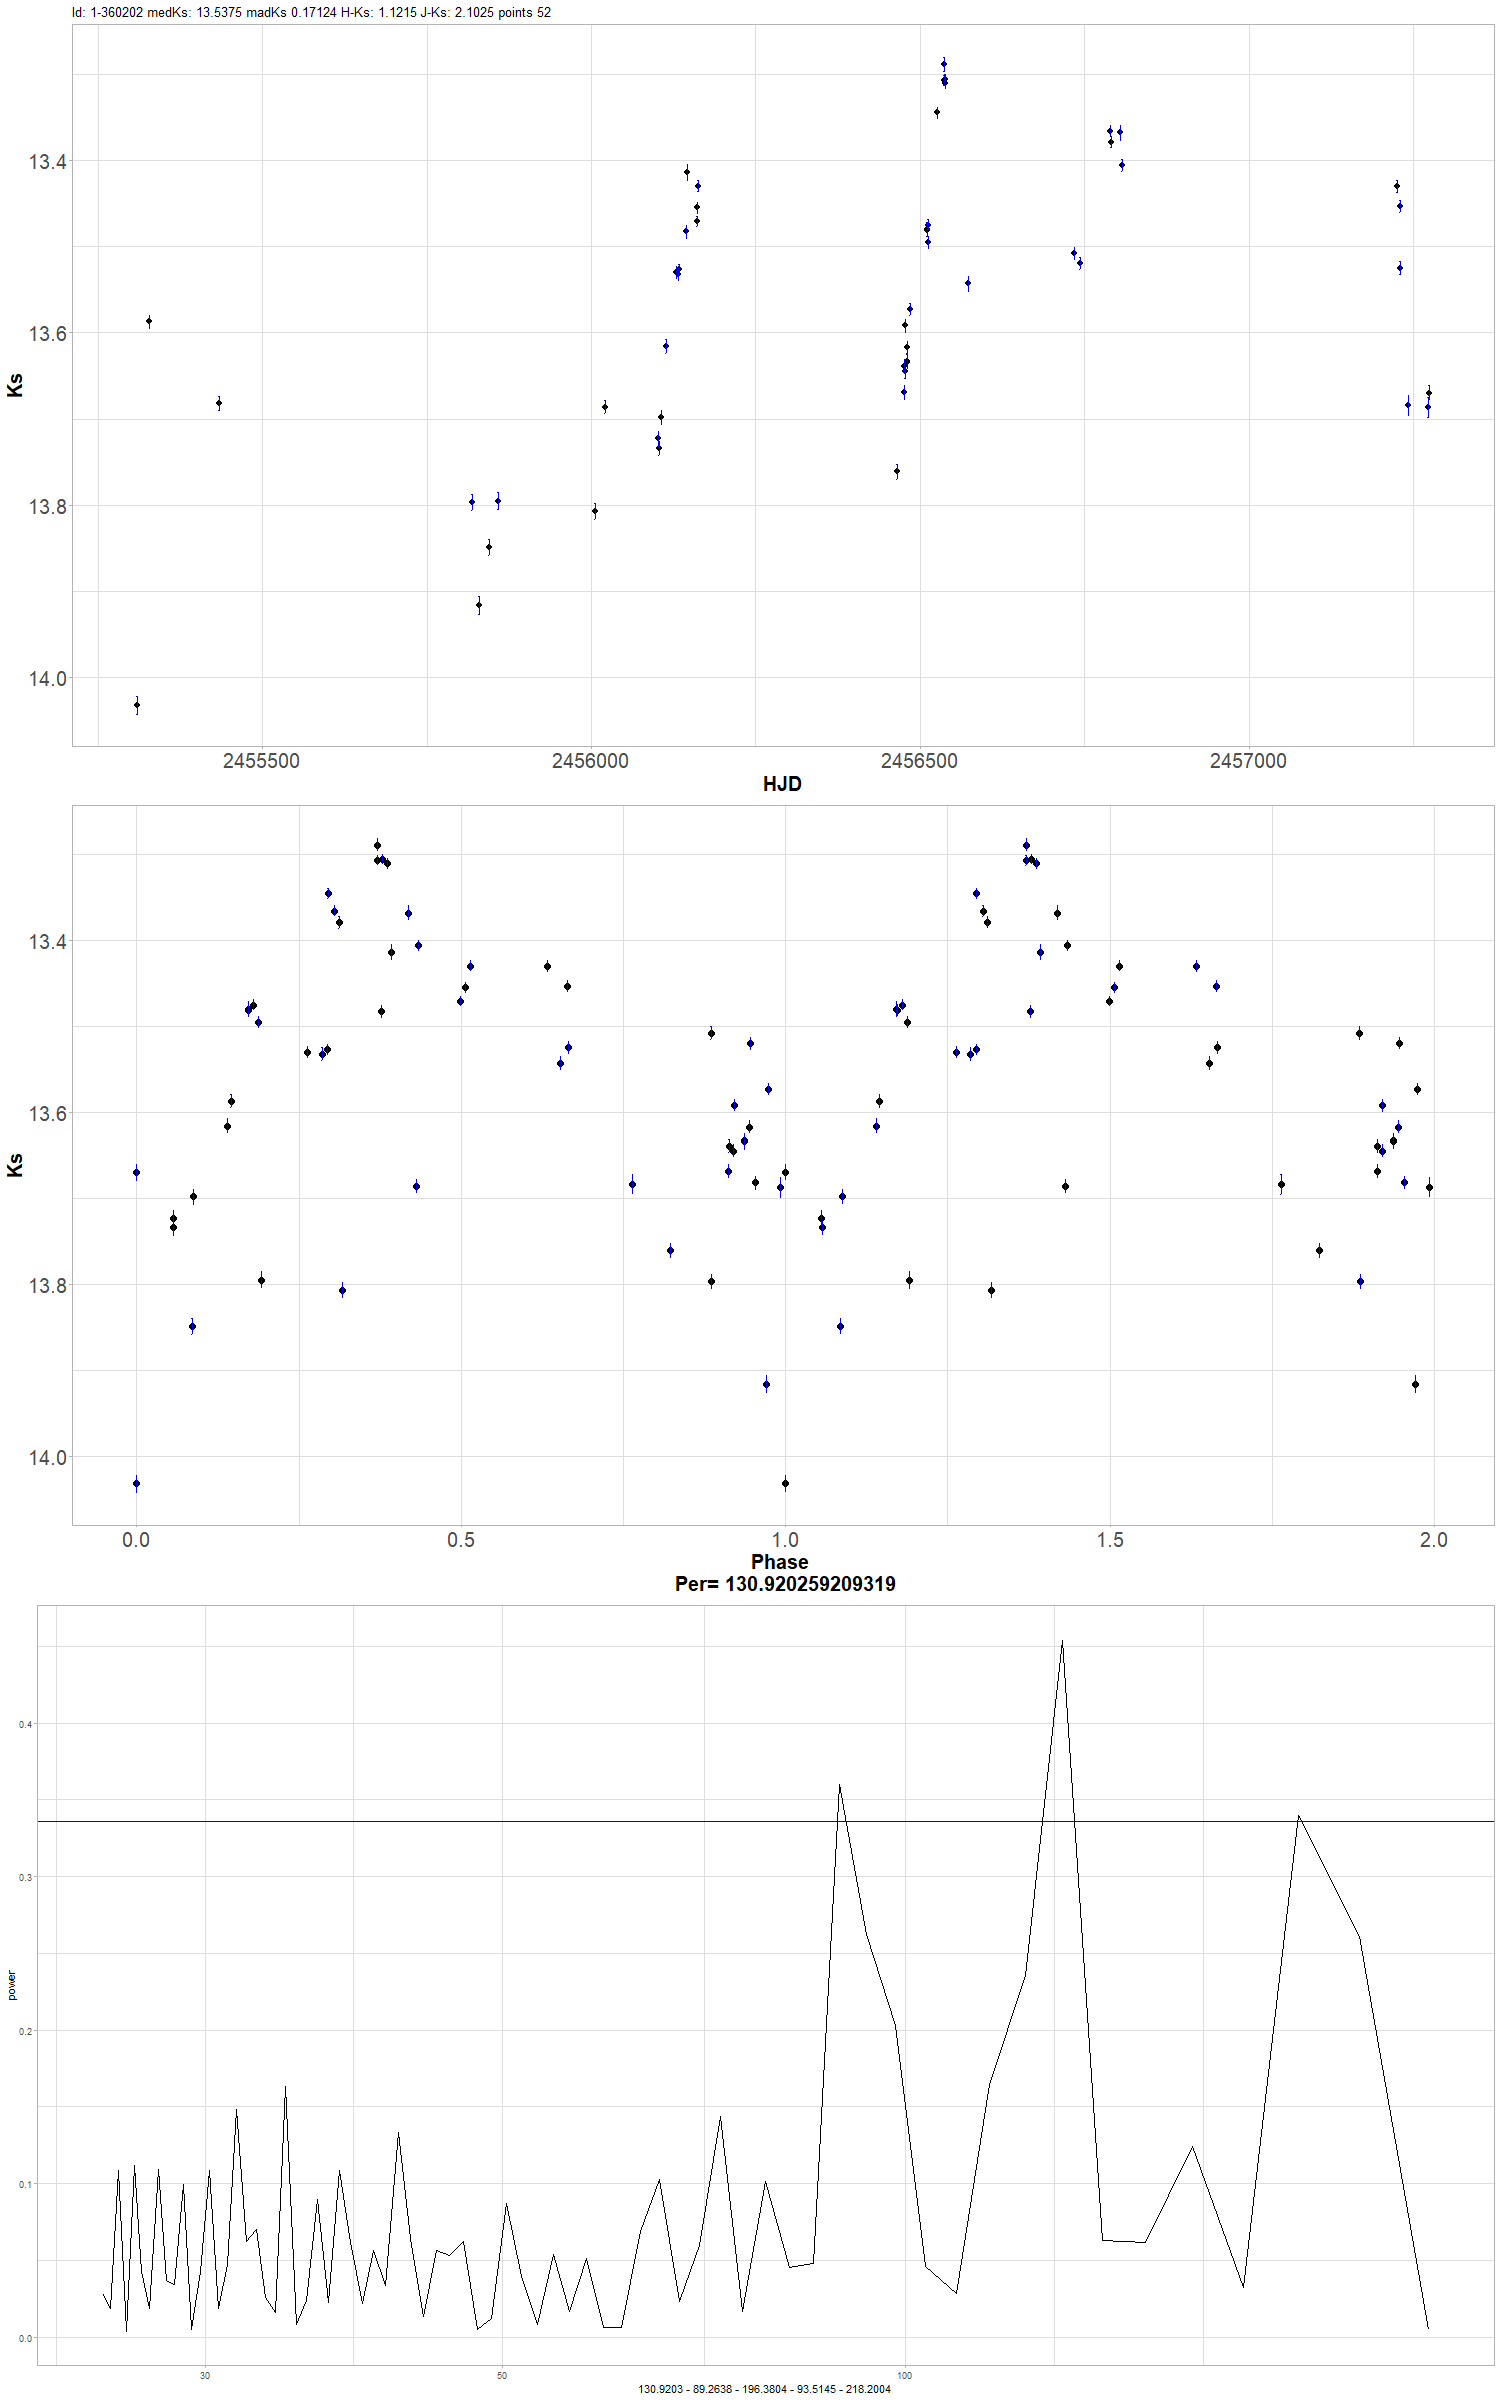 Id: 1-360202 medKs: 13.5375 madKs 0.17124 H-Ks: 1.1215 J-Ks: 2.1025 points 52
13.4
13.6
Ks
13.8
14.0
2455500 2456000 2456500 2457000
HJD
13.4
13.6
Ks
13.8
14.0
0.0 0.5 1.0 1.5 2.0
Phase
Per= 130.920259209319
0.4
0.3
power
0.2
0.1
0.0
30 50 100
130.9203 - 89.2638 - 196.3804 - 93.5145 - 218.2004